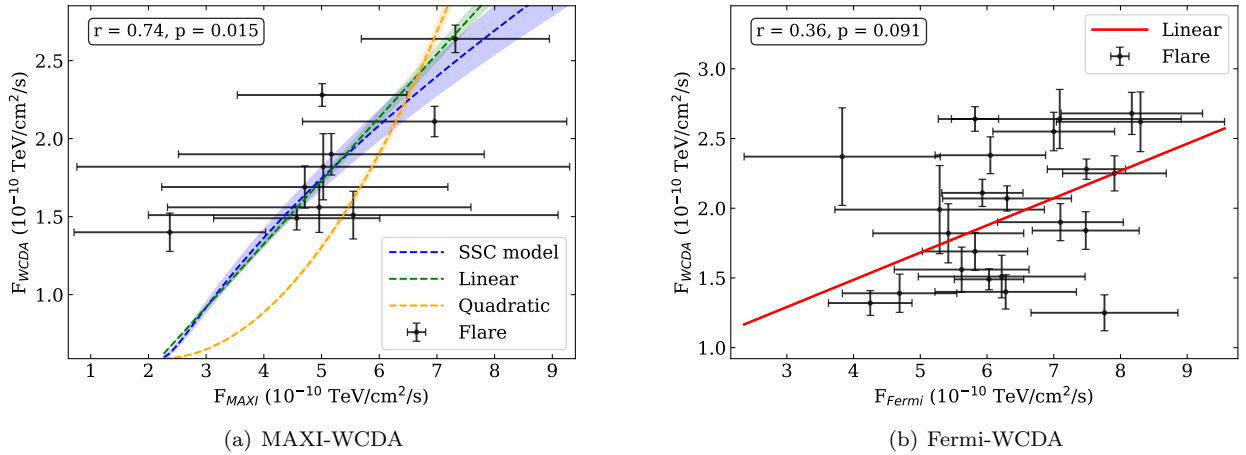 r = 0.74, p = 0.015
2.5
2.0
1.5
1.0
F_WCDA (10^−10 TeV/cm^2/s)
SSC model
Linear
Quadratic
Flare
1 2 3 4 5 6 7 8 9
F_MAXI (10^−10 TeV/cm^2/s)
(a) MAXI-WCDA
r = 0.36, p = 0.091
Linear
Flare
3.0
2.5
2.0
1.5
1.0
F_WCDA (10^−10 TeV/cm^2/s)
3 4 5 6 7 8 9
F_Fermi (10^−10 TeV/cm^2/s)
(b) Fermi-WCDA